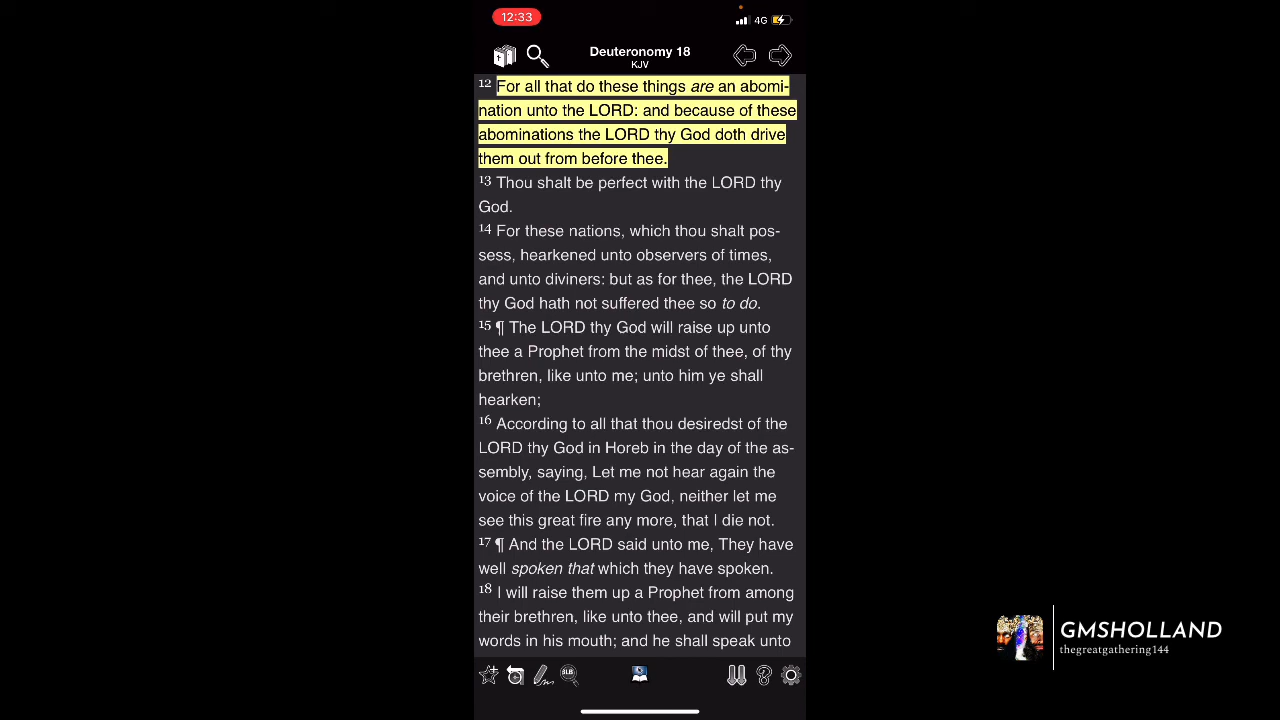 12:33
4G
Deuteronomy 18
KJV
12 For all that do these things are an abomi-
nation unto the LORD: and because of these
abominations the LORD thy God doth drive
them out from before thee.
13 Thou shalt be perfect with the LORD thy
God.
14 For these nations, which thou shalt pos-
sess, hearkened unto observers of times,
and unto diviners: but as for thee, the LORD
thy God hath not suffered thee so to do.
15 ¶ The LORD thy God will raise up unto
thee a Prophet from the midst of thee, of thy
brethren, like unto me; unto him ye shall
hearken;
16 According to all that thou desiredst of the
LORD thy God in Horeb in the day of the as-
sembly, saying, Let me not hear again the
voice of the LORD my God, neither let me
see this great fire any more, that I die not.
17 ¶ And the LORD said unto me, They have
well spoken that which they have spoken.
18 I will raise them up a Prophet from among
their brethren, like unto thee, and will put my
words in his mouth; and he shall speak unto
SLB
GMSHOLLAND
thegreatgathering144